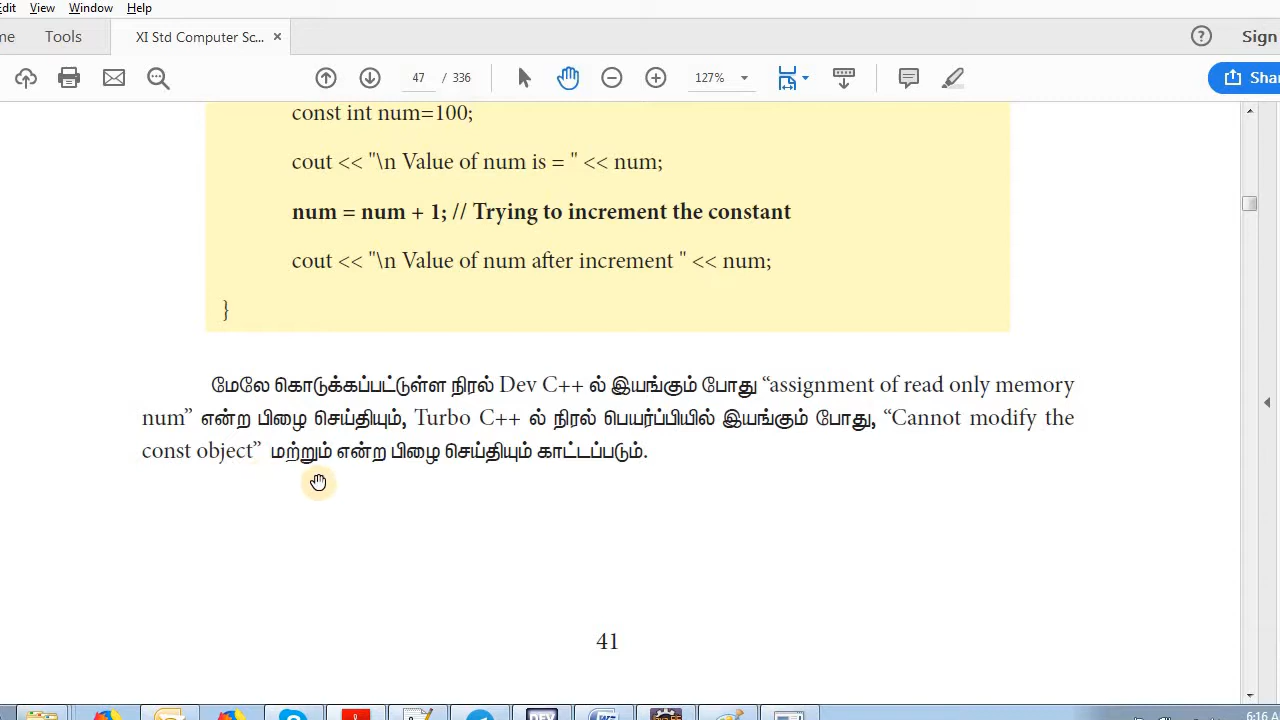 Edit View Window Help
Tools XI Std Computer Sc... ×
? Sign
47 / 336 127%
const int num=100;
cout << "\n Value of num is = " << num;
num = num + 1; // Trying to increment the constant
cout << "\n Value of num after increment " << num;
}
மேலே கொடுக்கப்பட்டுள்ள நிரல் Dev C++ ல் இயங்கும் போது “assignment of read only memory
num” என்ற பிழை செய்தியும், Turbo C++ ல் நிரல் பெயர்ப்பியில் இயங்கும் போது, “Cannot modify the
const object” மற்றும் என்ற பிழை செய்தியும் காட்டப்படும்.
41
DEV
6:16 A